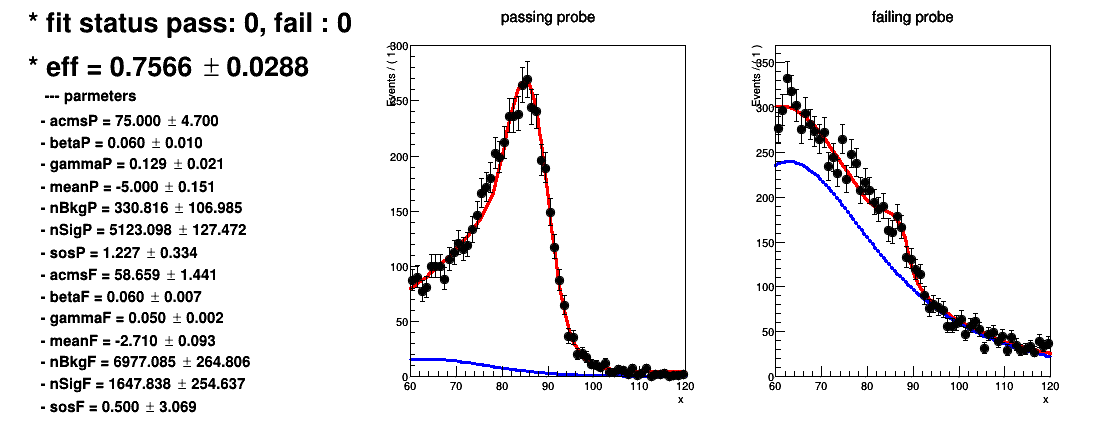 * fit status pass: 0, fail : 0
* eff = 0.7566 ± 0.0288
--- parmeters
- acmsP = 75.000 ± 4.700
- betaP = 0.060 ± 0.010
- gammaP = 0.129 ± 0.021
- meanP = -5.000 ± 0.151
- nBkgP = 330.816 ± 106.985
- nSigP = 5123.098 ± 127.472
- sosP = 1.227 ± 0.334
- acmsF = 58.659 ± 1.441
- betaF = 0.060 ± 0.007
- gammaF = 0.050 ± 0.002
- meanF = -2.710 ± 0.093
- nBkgF = 6977.085 ± 264.806
- nSigF = 1647.838 ± 254.637
- sosF = 0.500 ± 3.069
passing probe
Events / ( 1 )
300
250
200
150
100
50
0
60 70 80 90 100 110 120
x
failing probe
Events / ( 1 )
350
300
250
200
150
100
50
0
60 70 80 90 100 110 120
x